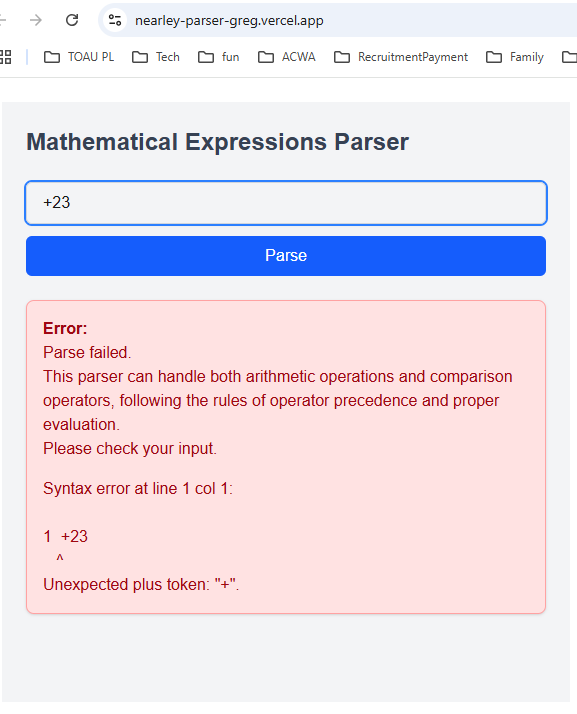 nearley-parser-greg.vercel.app
TOAU PL Tech fun ACWA RecruitmentPayment Family
Mathematical Expressions Parser
+23
Parse
Error:
Parse failed.
This parser can handle both arithmetic operations and comparison
operators, following the rules of operator precedence and proper
evaluation.
Please check your input.
Syntax error at line 1 col 1:
1 +23
^
Unexpected plus token: "+".